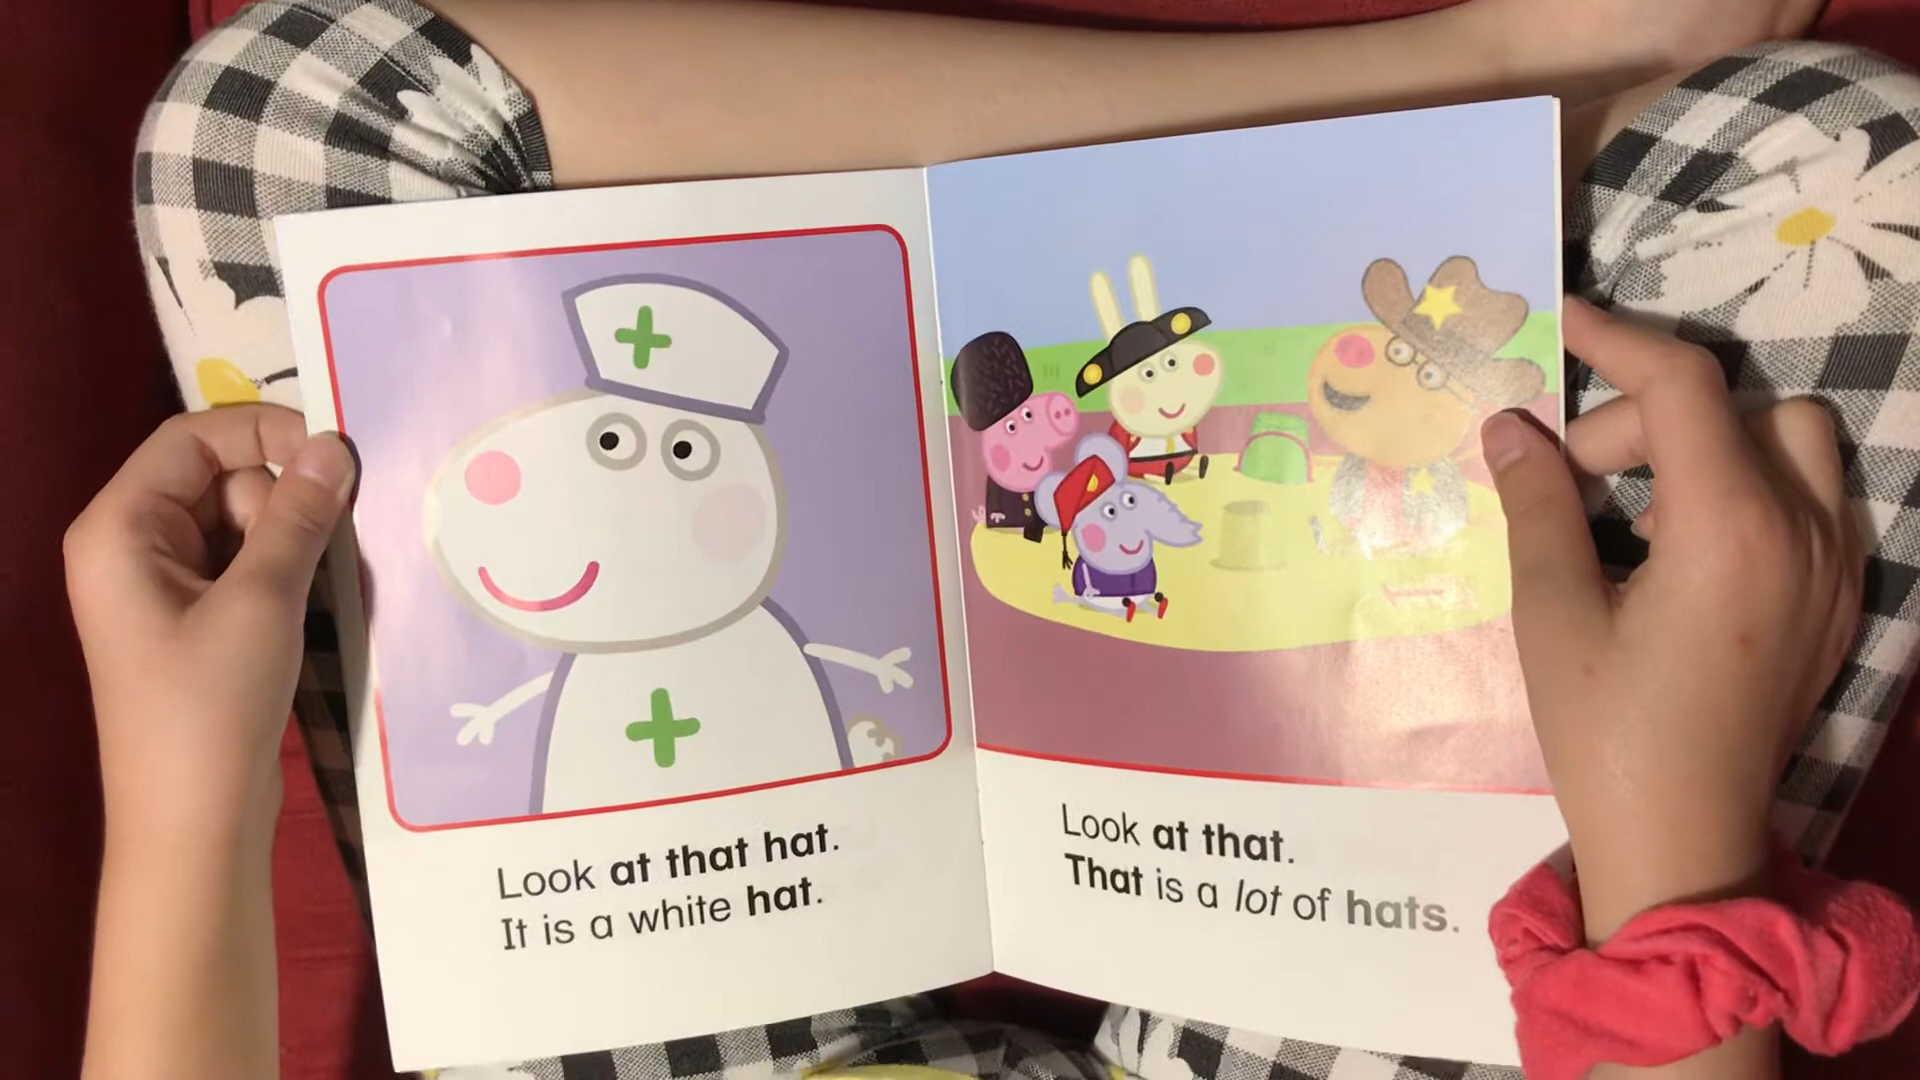 Look at that hat.
It is a white hat.
Look at that.
That is a lot of hats.